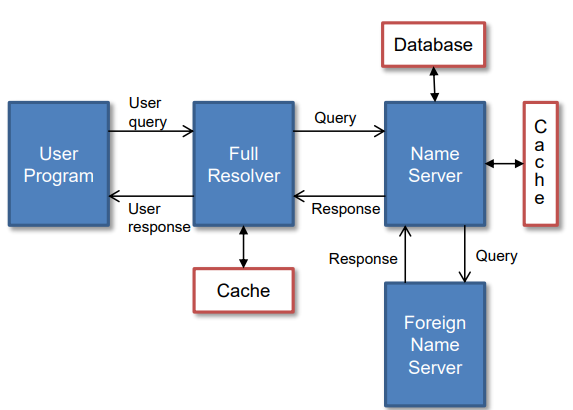 Database
User
query
Query
User
Program
Full
Resolver
Name
Server
C
a
c
h
e
User
response
Response
Response
Query
Cache
Foreign
Name
Server